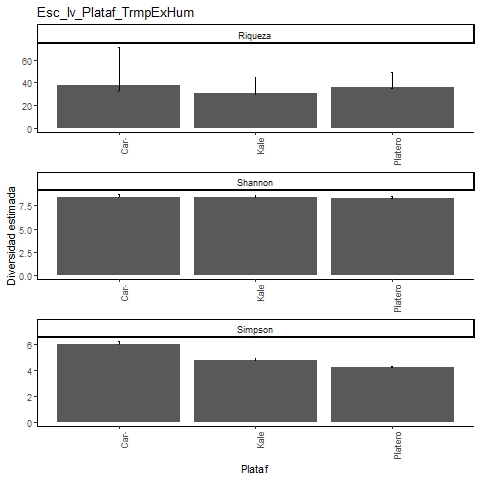 Esc_Iv_Plataf_TrmpExHum
Riqueza
60
40
20
0
Car-
Kale
Platero
Diversidad estimada
Shannon
7.5
5.0
2.5
0.0
Car-
Kale
Platero
Simpson
6
4
2
0
Car-
Kale
Platero
Plataf